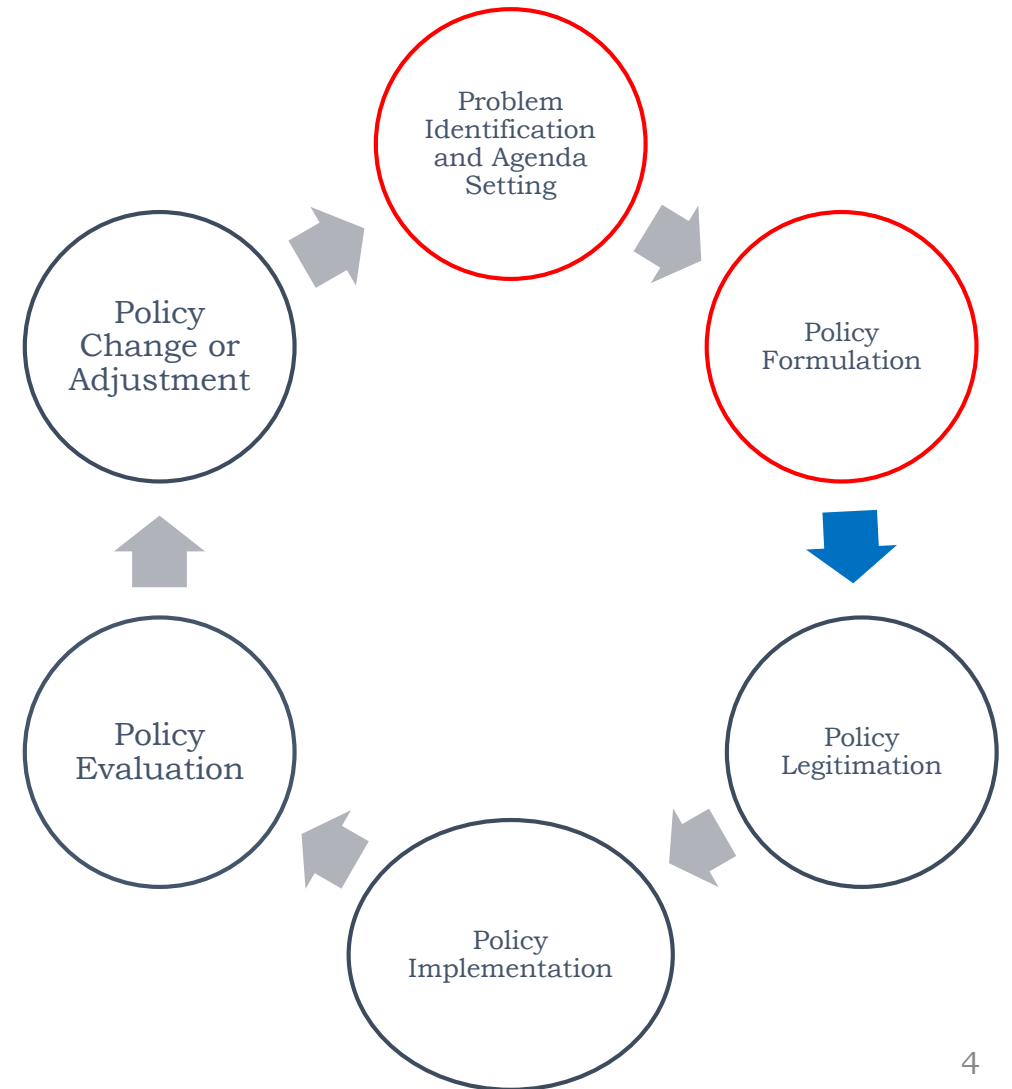 Problem
Identification
and Agenda
Setting
Policy
Formulation
Policy
Legitimation
Policy
Implementation
Policy
Evaluation
Policy
Change or
Adjustment
4